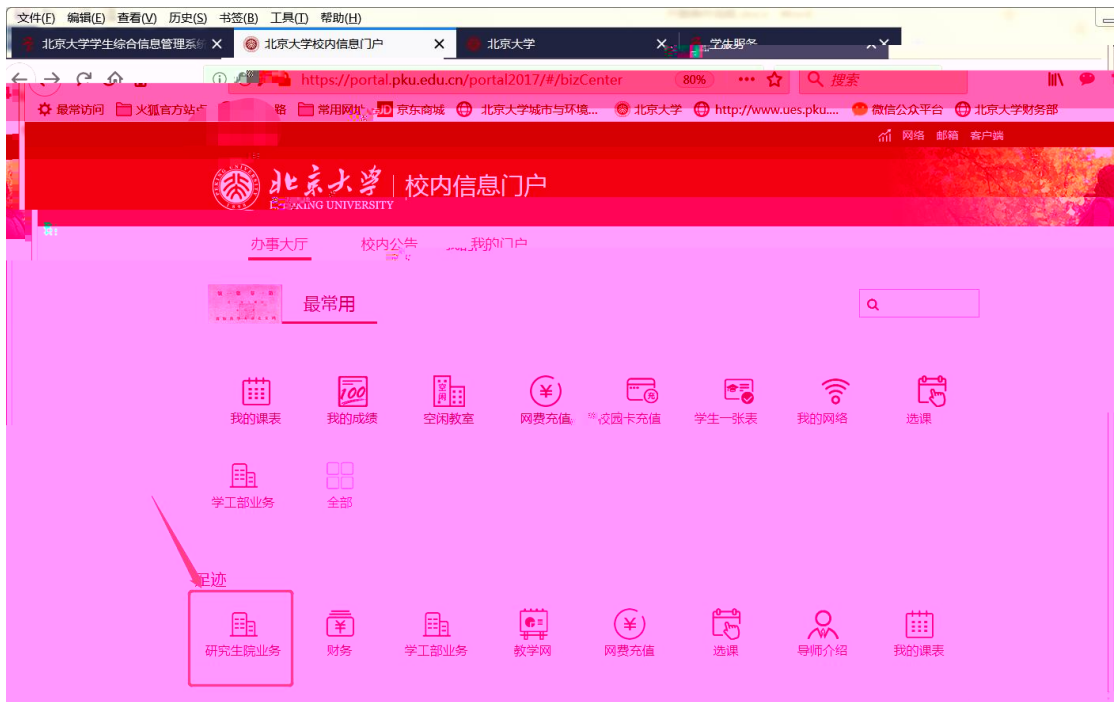 文件(F) 编辑(E) 查看(V) 历史(S) 书签(B) 工具(T) 帮助(H)
北京大学学生综合信息管理系统 北京大学校内信息门户 北京大学
https://portal.pku.edu.cn/portal2017/#/bizCenter 80% 搜索
最常访问 火狐官方站点 常用网址 JD 京东商城 北京大学城市与环境... 北京大学 http://www.ues.pku.... 微信公众平台 北京大学财务部
网络 邮箱 客户端
北京大学 校内信息门户
PEKING UNIVERSITY
办事大厅 校内公告 我的门户
最常用
我的课表 我的成绩 空闲教室 网费充值 校园卡充值 学生一张表 我的网络 选课
学工部业务 全部
足迹
研究生院业务 财务 学工部业务 教学网 网费充值 选课 导师介绍 我的课表